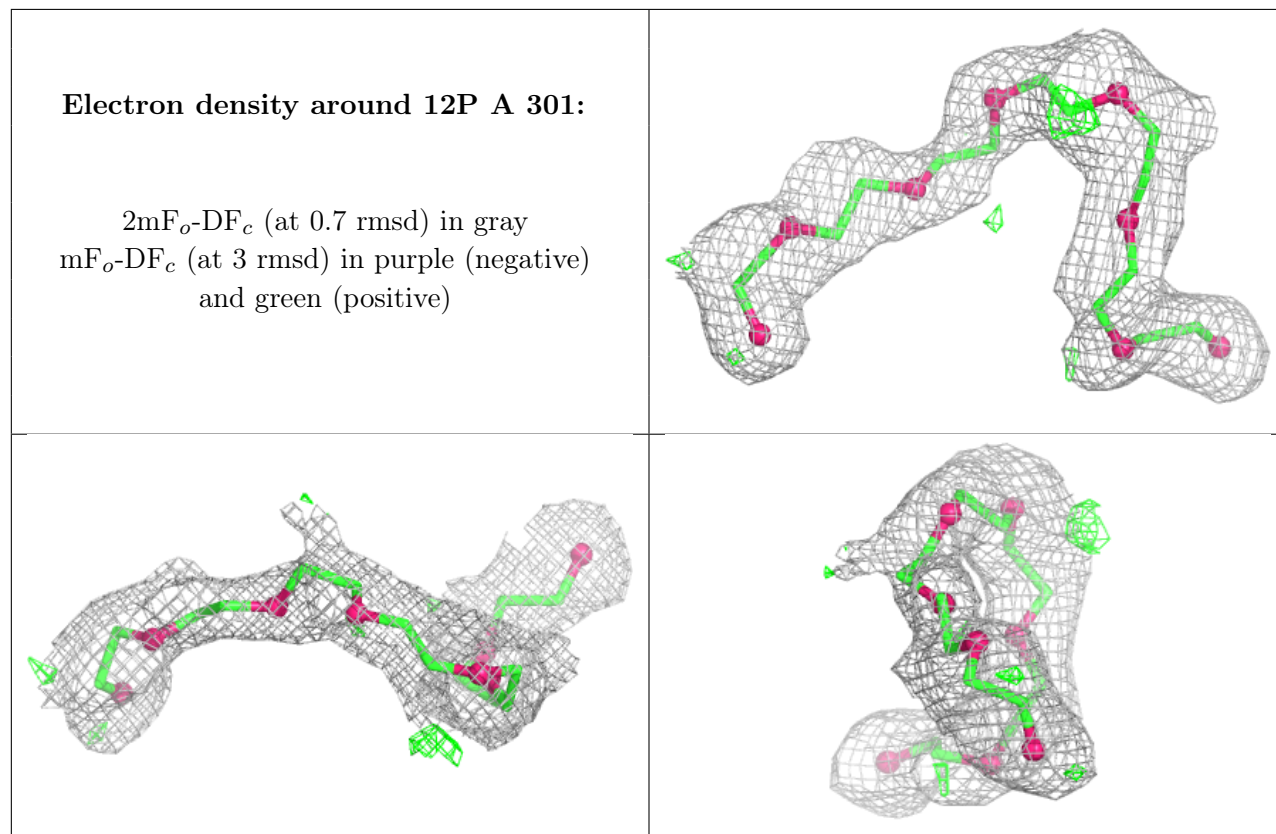 Electron density around 12P A 301:
2mFo-DFc (at 0.7 rmsd) in gray
mFo-DFc (at 3 rmsd) in purple (negative)
and green (positive)